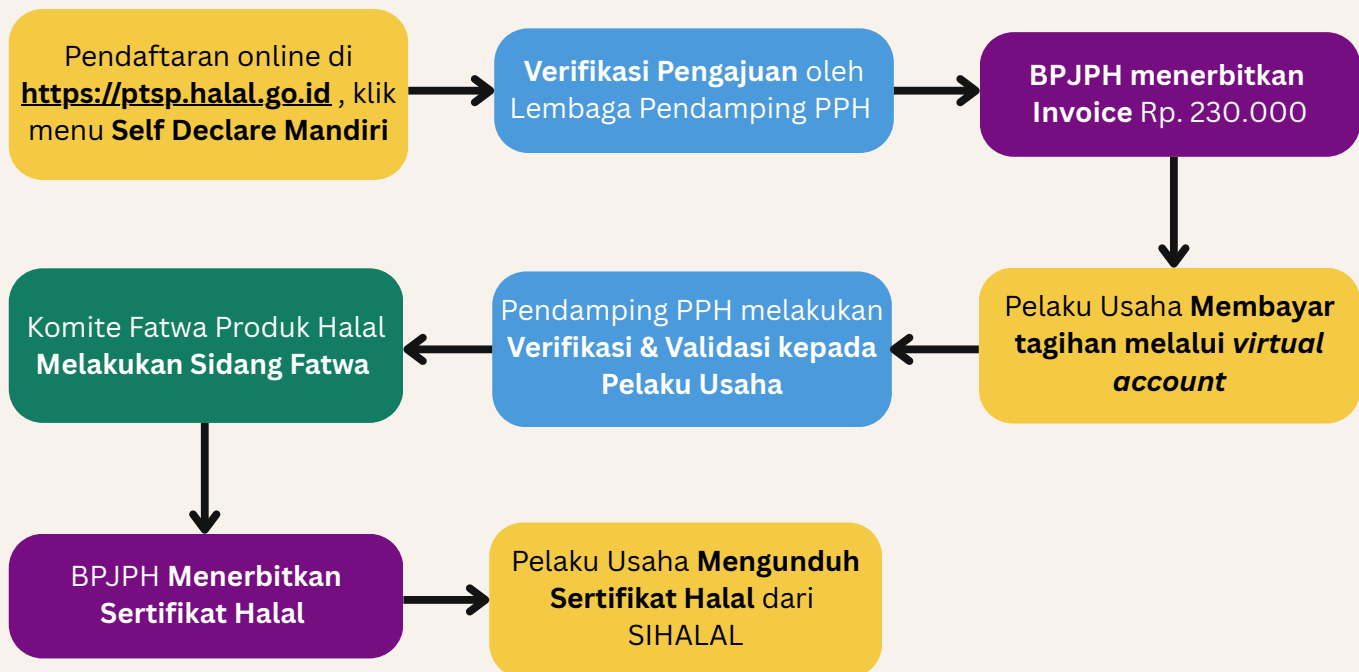 Pendaftaran online di
https://ptsp.halal.go.id , klik
menu Self Declare Mandiri
Verifikasi Pengajuan oleh
Lembaga Pendamping PPH
BPJPH menerbitkan
Invoice Rp. 230.000
Pelaku Usaha Membayar
tagihan melalui virtual
account
Pendamping PPH melakukan
Verifikasi & Validasi kepada
Pelaku Usaha
Komite Fatwa Produk Halal
Melakukan Sidang Fatwa
BPJPH Menerbitkan
Sertifikat Halal
Pelaku Usaha Mengunduh
Sertifikat Halal dari
SIHALAL